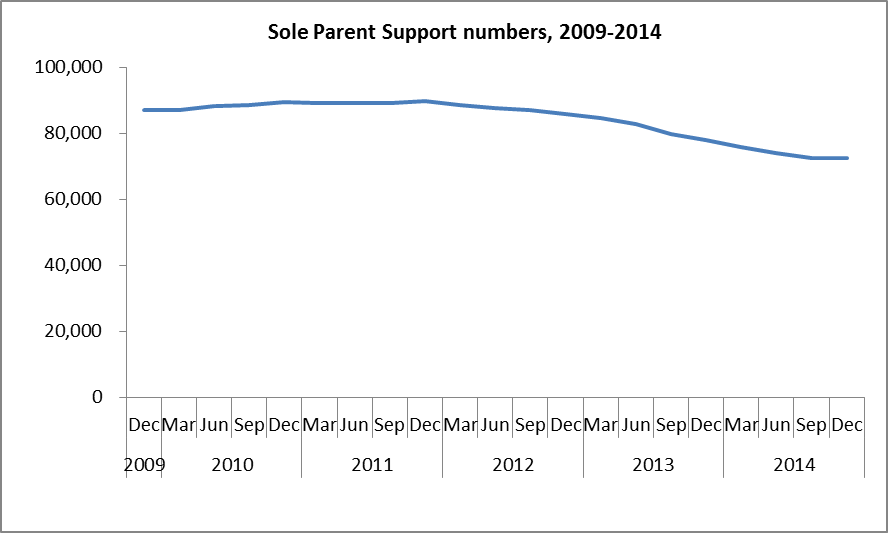 Sole Parent Support numbers, 2009-2014
100,000
80,000
60,000
40,000
20,000
0
Dec Mar Jun Sep Dec Mar Jun Sep Dec Mar Jun Sep Dec Mar Jun Sep Dec Mar Jun Sep Dec
2009 2010 2011 2012 2013 2014